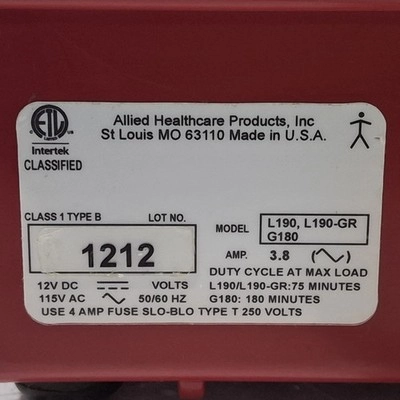 Allied Healthcare Products, Inc
St Louis MO 63110 Made in U.S.A.
ETL
Intertek
CLASSIFIED
CLASS 1 TYPE B LOT NO.
1212
MODEL L190, L190-GR
G180
AMP. 3.8 (∿)
DUTY CYCLE AT MAX LOAD
12V DC ⎓ VOLTS L190/L190-GR:75 MINUTES
115V AC ∿ 50/60 HZ G180: 180 MINUTES
USE 4 AMP FUSE SLO-BLO TYPE T 250 VOLTS